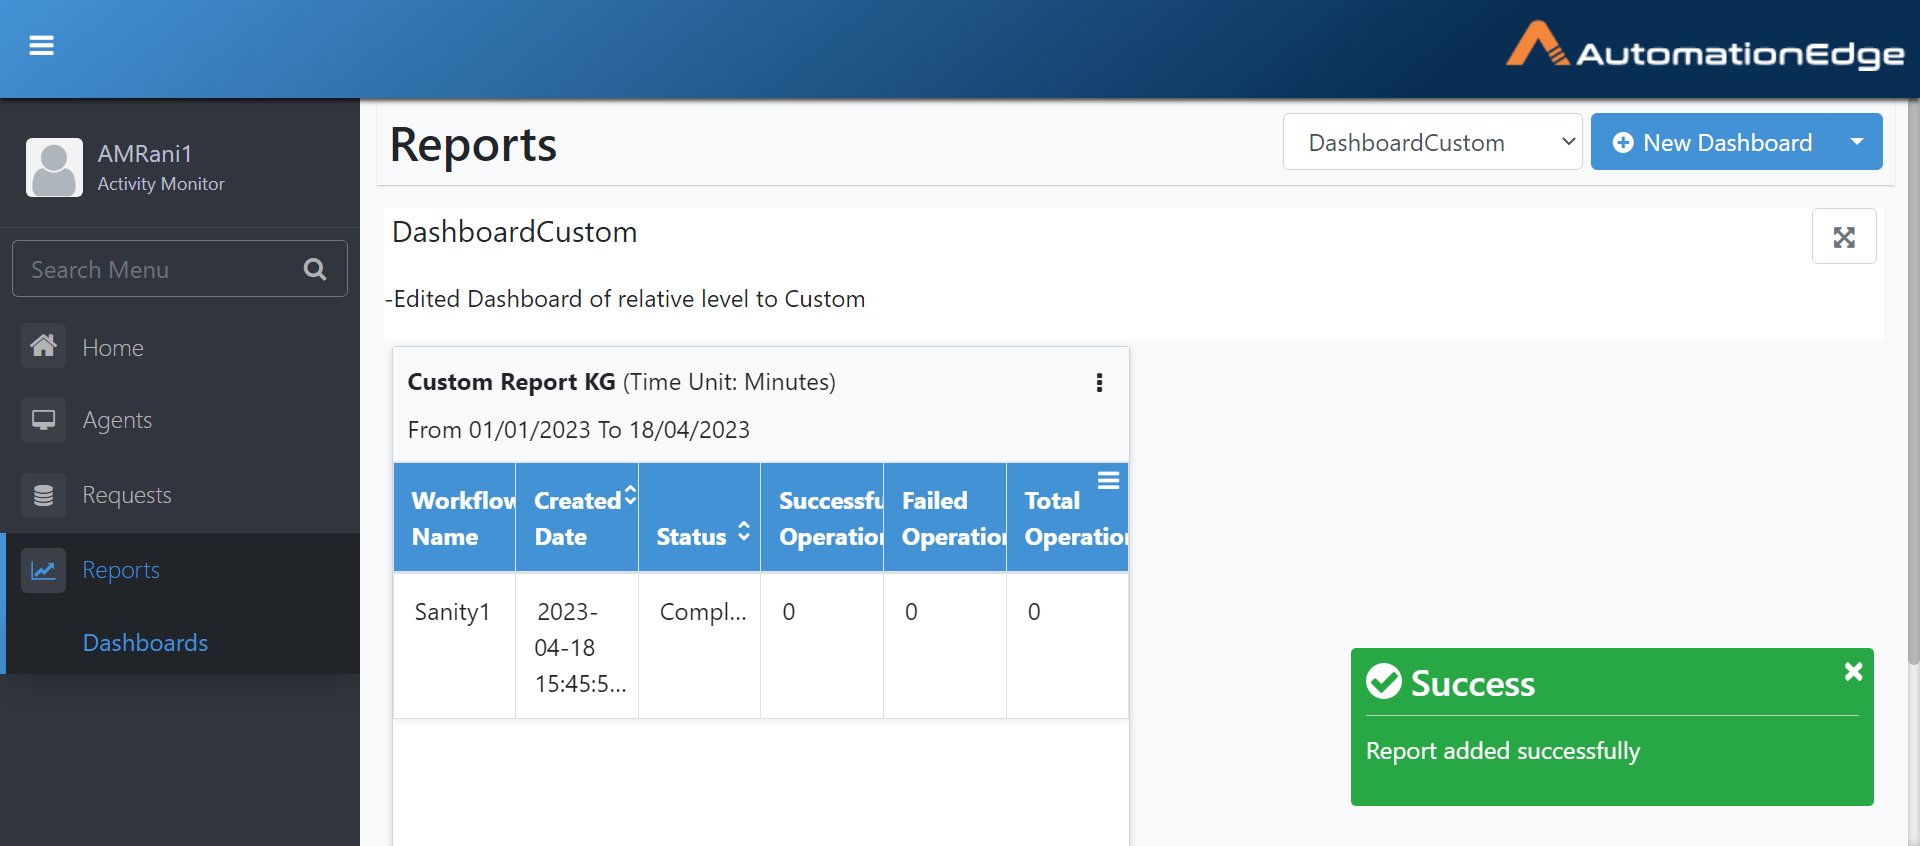 AutomationEdge
AMRani1
Activity Monitor
Search Menu
Home
Agents
Requests
Reports
Dashboards
Reports
DashboardCustom
New Dashboard
DashboardCustom
-Edited Dashboard of relative level to Custom
Custom Report KG (Time Unit: Minutes)
From 01/01/2023 To 18/04/2023
Workflow Name
Created Date
Status
Successfu Operation
Failed Operation
Total Operation
Sanity1
2023-
04-18
15:45:5...
Compl...
0
0
0
Success
Report added successfully